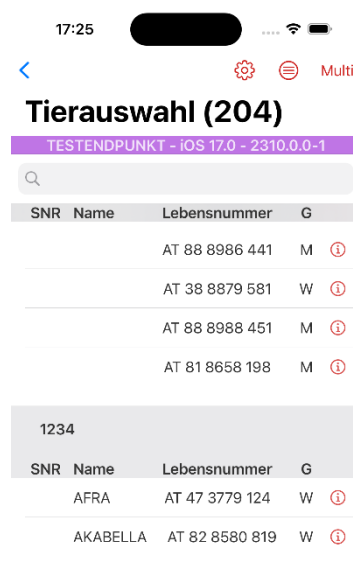 17:25
Multi
Tierauswahl (204)
TESTENDPUNKT - iOS 17.0 - 2310.0.0-1
SNR Name Lebensnummer G
AT 88 8986 441 M
AT 38 8879 581 W
AT 88 8988 451 M
AT 81 8658 198 M
1234
SNR Name Lebensnummer G
AFRA AT 47 3779 124 W
AKABELLA AT 82 8580 819 W